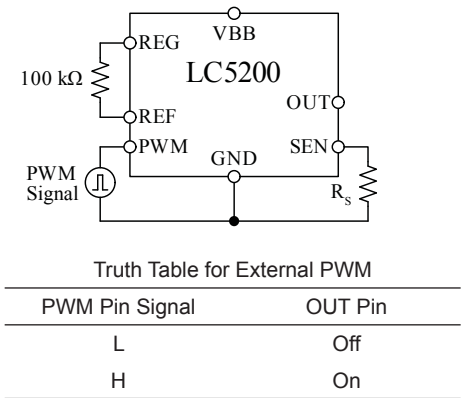 REG
VBB
100 kΩ
LC5200
OUT
REF
PWM
GND
SEN
PWM
Signal
RS
Truth Table for External PWM
PWM Pin Signal OUT Pin
L Off
H On